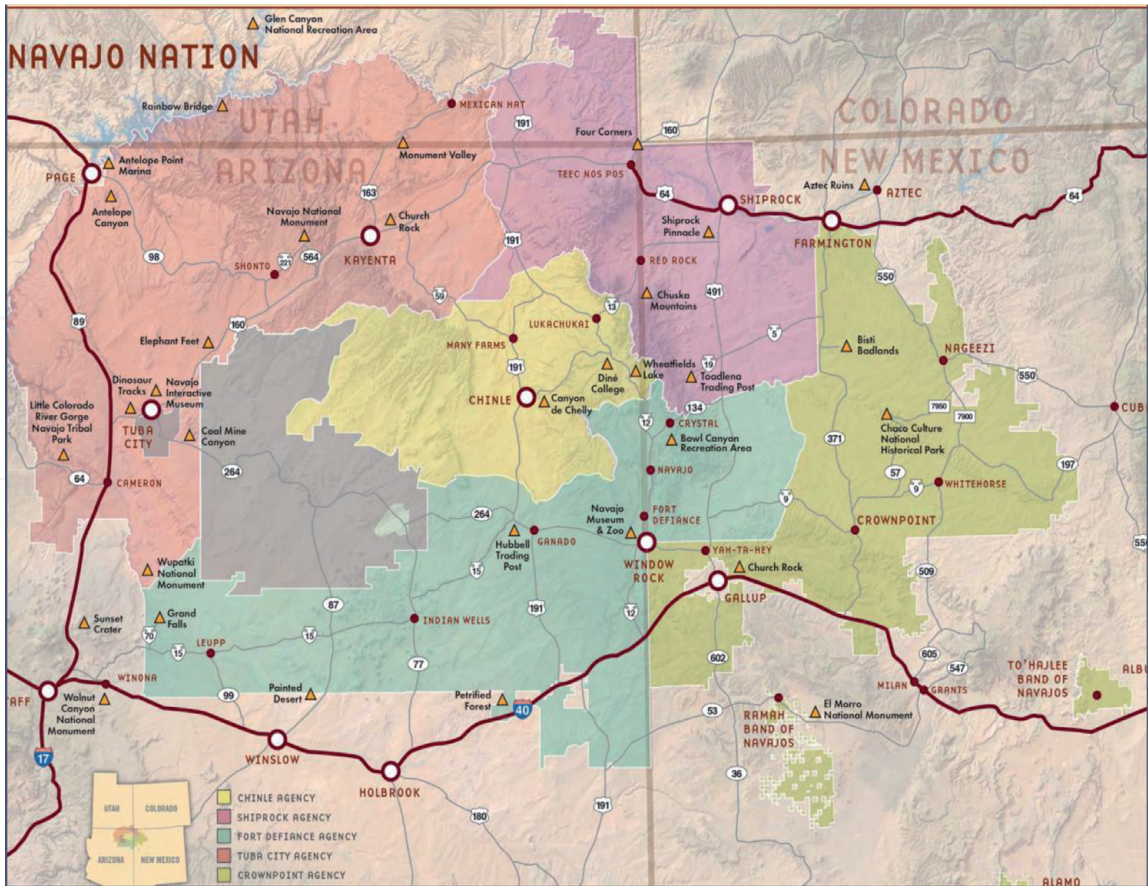 Glen Canyon
National Recreation Area
NAVAJO NATION
Rainbow Bridge
MEXICAN HAT
UTAH
COLORADO
191
Four Corners
160
Monument Valley
ARIZONA
NEW MEXICO
Antelope Point
Marina
PAGE
TEEC NOS POS
Aztec Ruins
AZTEC
163
64
64
Antelope
Canyon
SHIPROCK
Navajo National
Monument
Church
Rock
Shiprock
Pinnacle
FARMINGTON
191
KAYENTA
98
221
564
SHONTO
RED ROCK
550
59
Chuska
Mountains
491
13
89
160
LUKACHUKAI
5
Elephant Feet
MANY FARMS
Bisti
Badlands
NAGEEZI
191
Diné
College
Wheatfields
Lake
19
Toadlena
Trading Post
550
Dinosaur
Tracks
Navajo
Interactive
Museum
CHINLE
Canyon
de Chelly
134
7950
7900
CUB
Little Colorado
River Gorge
Navajo Tribal
Park
TUBA
CITY
Coal Mine
Canyon
12
CRYSTAL
Bowl Canyon
Recreation Area
371
Chaco Culture
National
Historical Park
264
NAVAJO
57
197
64
CAMERON
9
WHITEHORSE
264
Navajo
Museum
& Zoo
FORT
DEFIANCE
9
CROWNPOINT
GANADO
Hubbell
Trading
Post
WINDOW
ROCK
YAH-TA-HEY
550
Wupatki
National
Monument
15
Church Rock
509
GALLUP
87
191
12
Sunset
Crater
Grand
Falls
INDIAN WELLS
70
15
15
LEUPP
77
602
605
547
TO'HAJLEE
BAND OF
NAVAJOS
ALBU
WINONA
AFF
99
Painted
Desert
Petrified
Forest
MILAN
GRANTS
Walnut
Canyon
National
Monument
40
53
RAMAH
BAND OF
NAVAJOS
El Morro
National Monument
WINSLOW
17
HOLBROOK
36
UTAH
COLORADO
ARIZONA
NEW MEXICO
CHINLE AGENCY
SHIPROCK AGENCY
FORT DEFIANCE AGENCY
TUBA CITY AGENCY
CROWNPOINT AGENCY
180
191
ALAMO